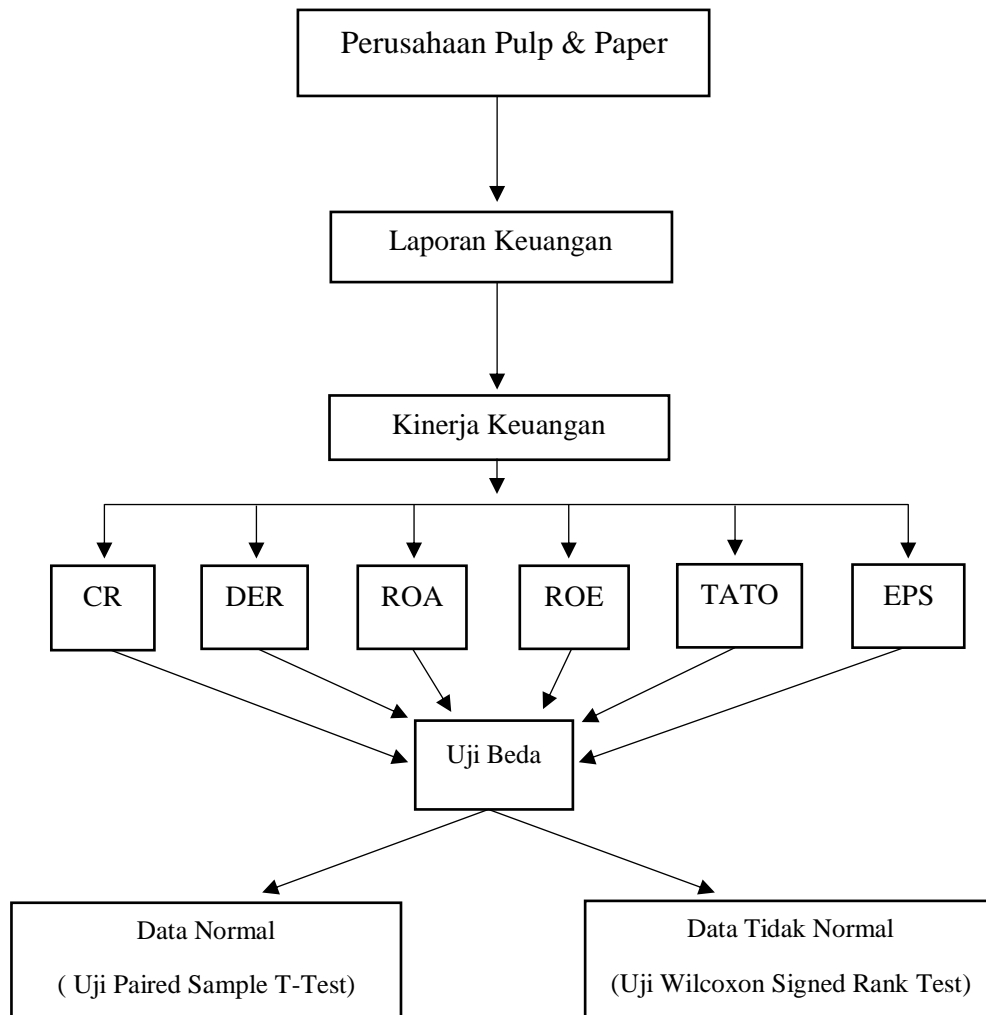 Perusahaan Pulp & Paper
Laporan Keuangan
Kinerja Keuangan
CR
DER
ROA
ROE
TATO
EPS
Uji Beda
Data Normal
( Uji Paired Sample T-Test)
Data Tidak Normal
(Uji Wilcoxon Signed Rank Test)